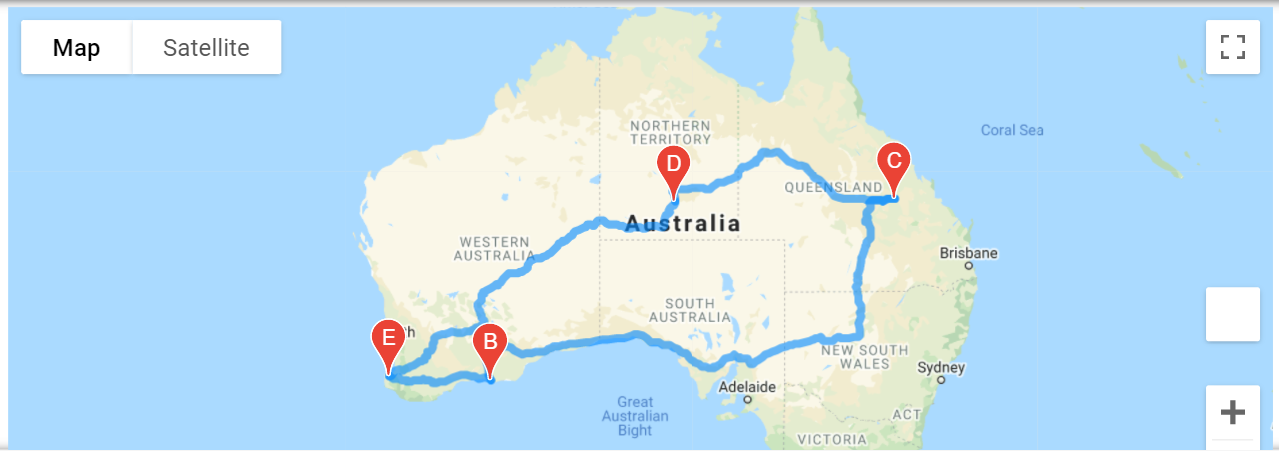 Map
Satellite
Coral Sea
NORTHERN
TERRITORY
D
C
QUEENSLAND
Australia
WESTERN
AUSTRALIA
Brisbane
SOUTH
AUSTRALIA
E
h
B
NEW SOUTH
WALES
Sydney
Adelaide
Great
Australian
Bight
ACT
VICTORIA